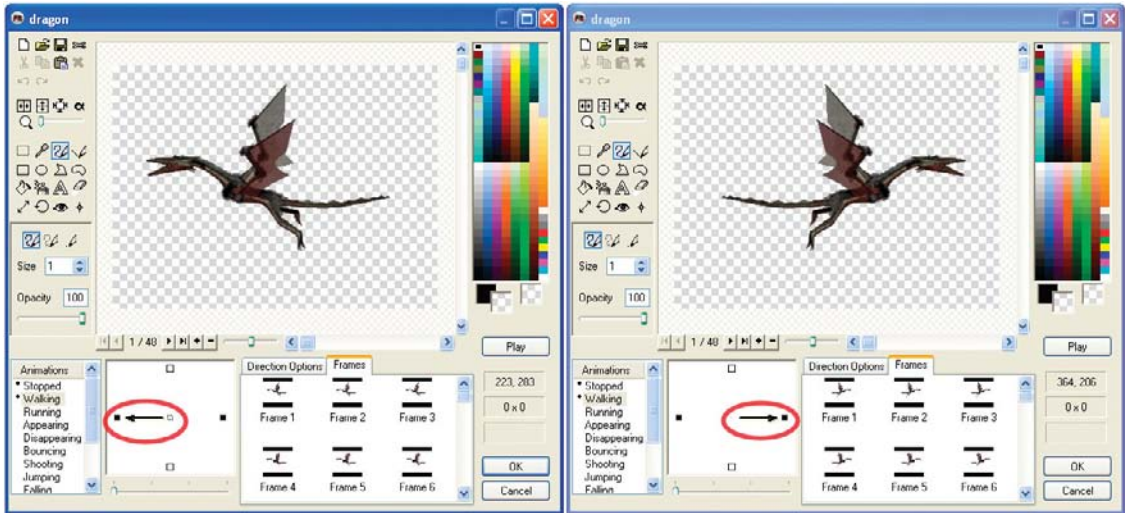 dragon
Size 1
Opacity 100
1 / 48
Play
Animations
Stopped
Walking
Running
Appearing
Disappearing
Bouncing
Shooting
Jumping
Falling
Direction Options Frames
Frame 1 Frame 2 Frame 3
Frame 4 Frame 5 Frame 6
223, 283
0 x 0
OK
Cancel
dragon
Size 1
Opacity 100
1 / 48
Play
Animations
Stopped
Walking
Running
Appearing
Disappearing
Bouncing
Shooting
Jumping
Falling
Direction Options Frames
Frame 1 Frame 2 Frame 3
Frame 4 Frame 5 Frame 6
364, 206
0 x 0
OK
Cancel